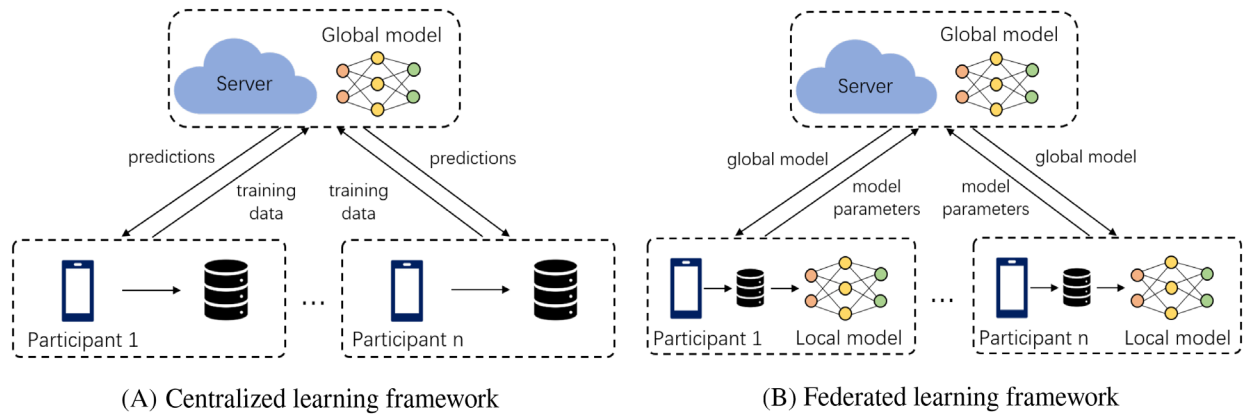 Global model
Server
predictions
predictions
training
data
training
data
...
Participant 1
Participant n
(A) Centralized learning framework
Global model
Server
global model
global model
model
parameters
model
parameters
...
Participant 1
Local model
Participant n
Local model
(B) Federated learning framework